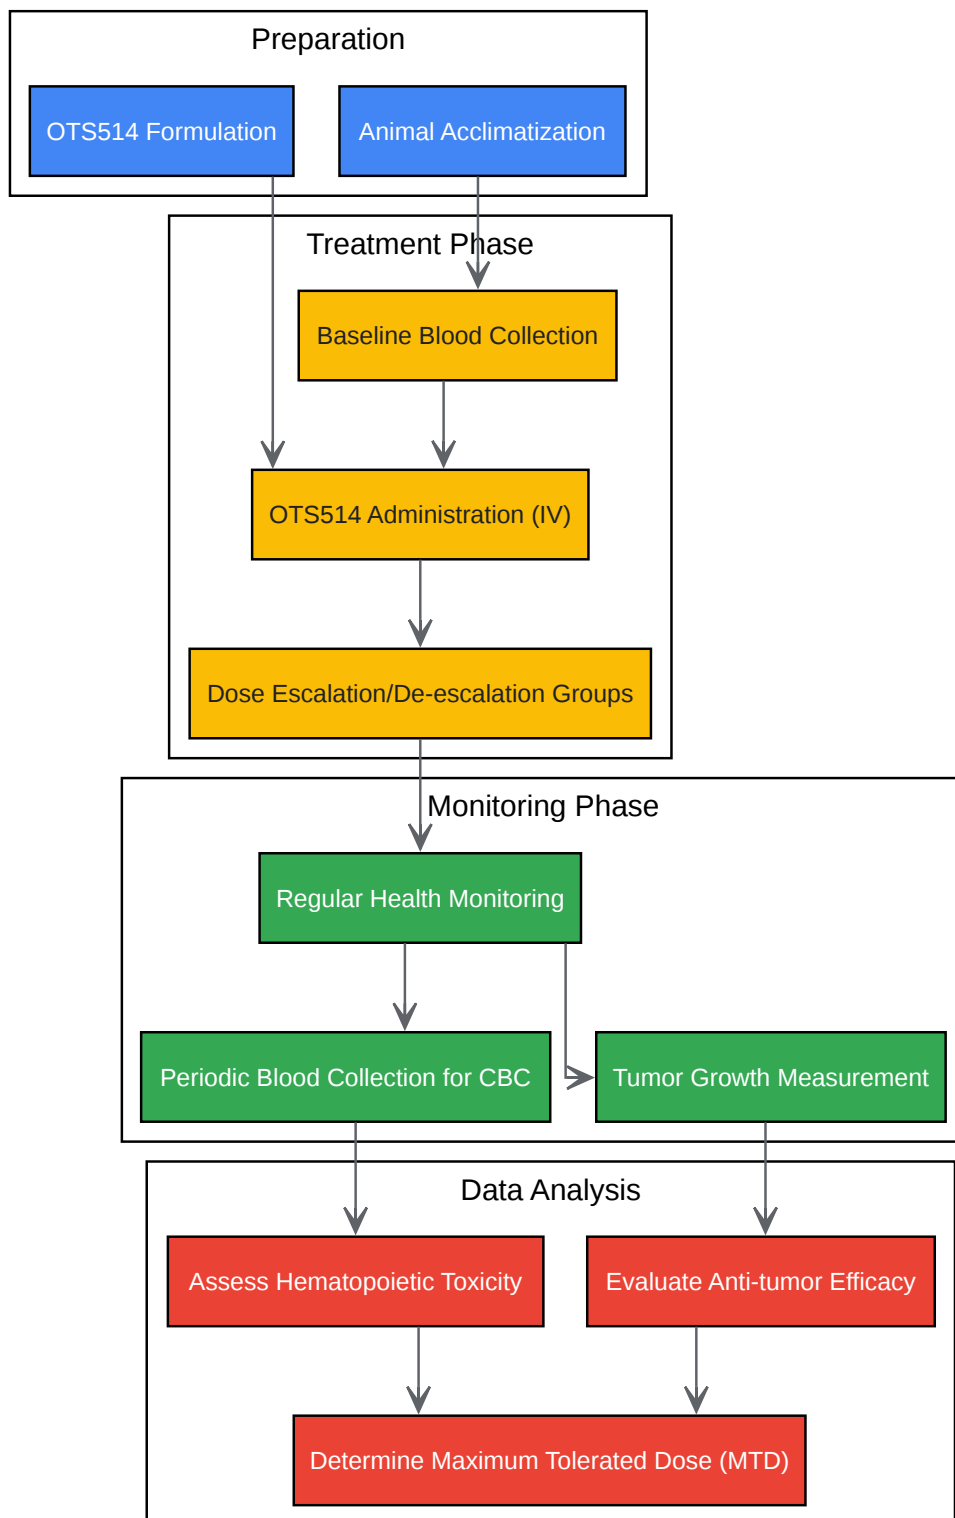 Preparation
OTS514 Formulation
Animal Acclimatization
Treatment Phase
Baseline Blood Collection
OTS514 Administration (IV)
Dose Escalation/De-escalation Groups
Monitoring Phase
Regular Health Monitoring
Periodic Blood Collection for CBC
Tumor Growth Measurement
Data Analysis
Assess Hematopoietic Toxicity
Evaluate Anti-tumor Efficacy
Determine Maximum Tolerated Dose (MTD)